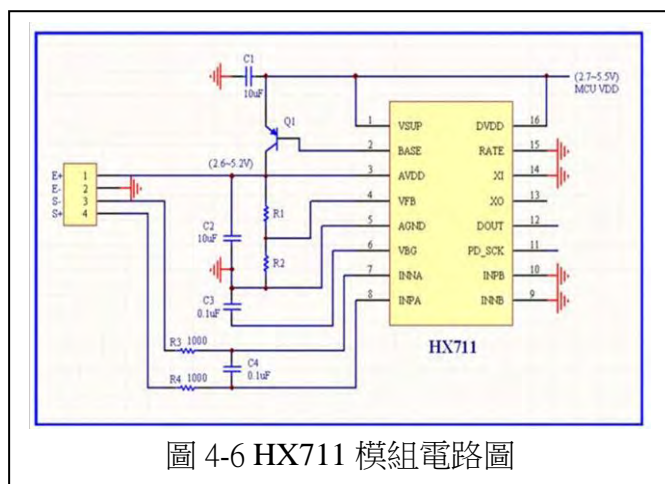 C1
10uF
(2.7~5.5V)
MCU VDD
Q1
(2.6~5.2V)
E+ 1
E- 2
S- 3
S+ 4
R1
C2
10uF
R2
C3
0.1uF
R3 1000
C4
0.1uF
R4 1000
1 VSUP DVDD 16
2 BASE RATE 15
3 AVDD XI 14
4 VFB XO 13
5 AGND DOUT 12
6 VBG PD_SCK 11
7 INNA INPB 10
8 INPA INNB 9
HX711
圖 4-6 HX711 模組電路圖